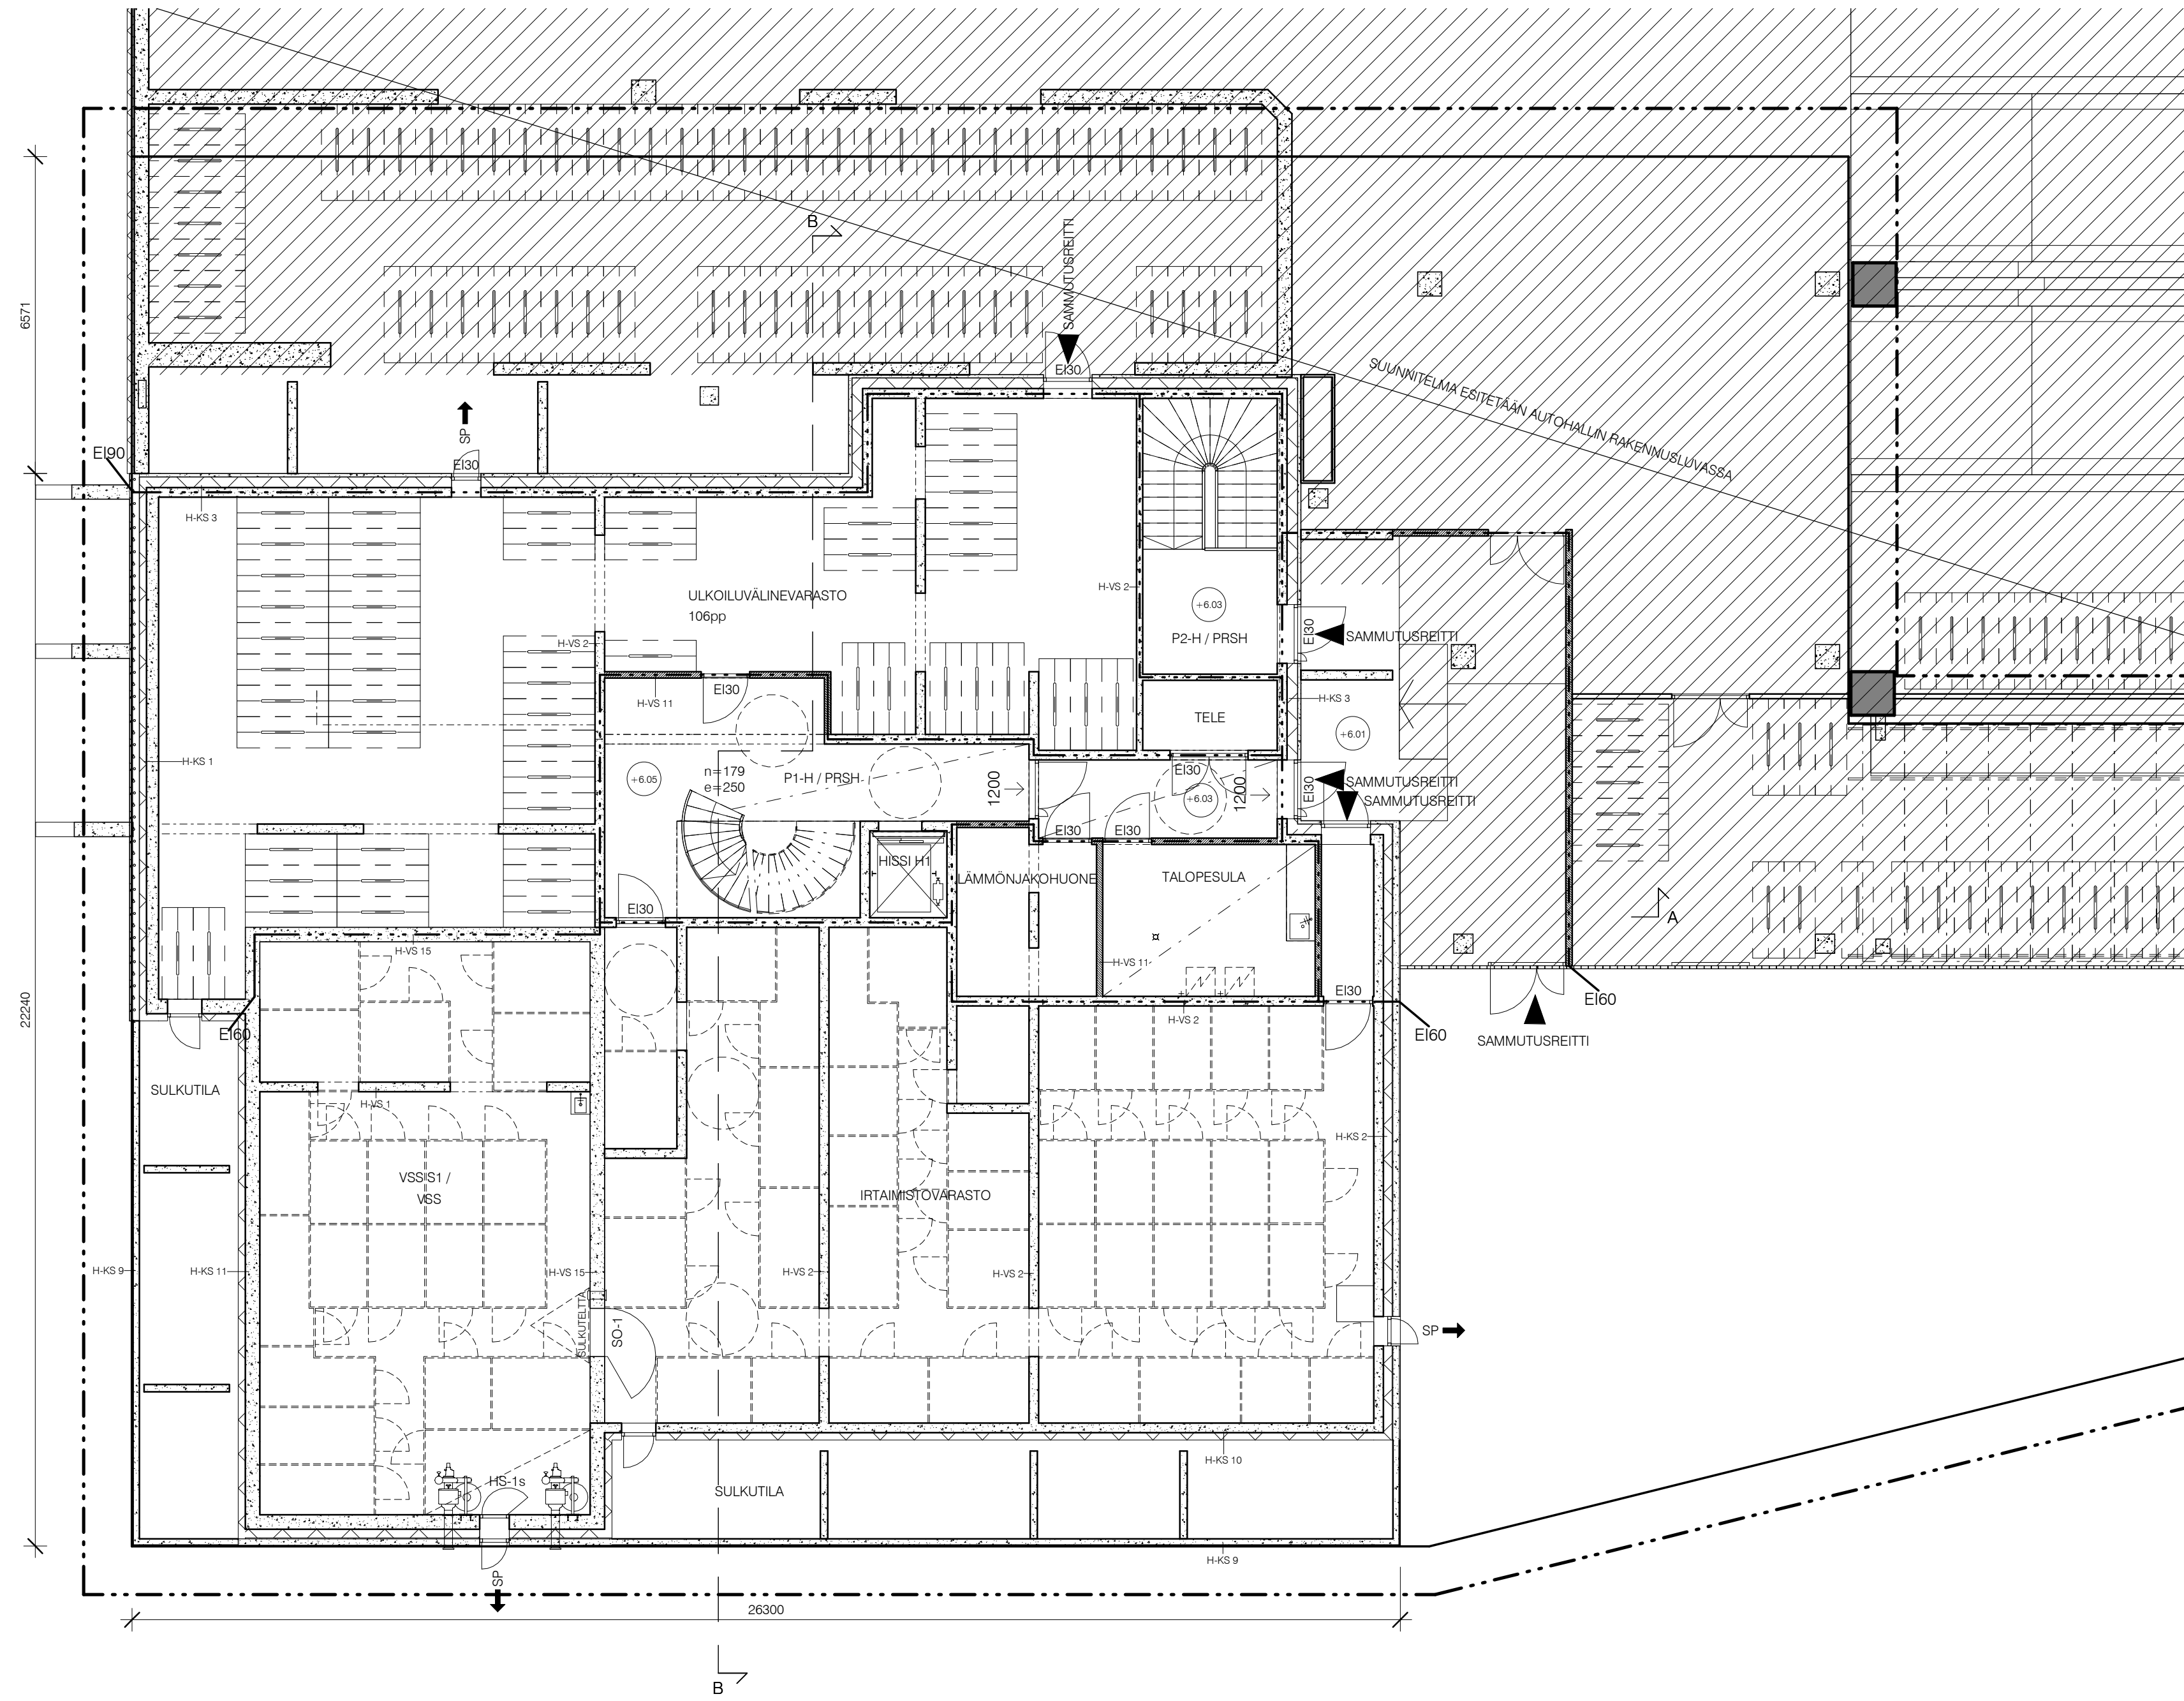 B
SAMMUTUSREITTI
6571
EI30
SUUNNITELMA ESITETÄÄN AUTOHALLIN RAKENNUSLUVASSA
SP
EI90
EI30
H-KS 3
H-VS 2
ULKOILUVÄLINEVARASTO
106pp
+6.03
P2-H / PRSH
EI30
SAMMUTUSREITTI
H-VS 2
EI30
H-VS 11
H-KS 3
TELE
+6.01
H-KS 1
+6.05
n=179
e=250
P1-H / PRSH
1200
EI30
+6.03
1200
EI30
SAMMUTUSREITTI
SAMMUTUSREITTI
EI30
EI30
HISSI H1
LÄMMÖNJAKOHUONE
TALOPESULA
EI30
A
H-VS 15
H-VS 11
EI30
EI60
22240
H-VS 2
EI60
EI60
SAMMUTUSREITTI
SULKUTILA
H-VS 1
H-KS 2
VSS S1 /
VSS
IRTAIMISTOVARASTO
H-KS 9
H-KS 11
H-VS 15
H-VS 2
H-VS 2
SULKUTELTTA
SO-1
SP
HS-1s
SULKUTILA
H-KS 10
H-KS 9
SP
26300
B